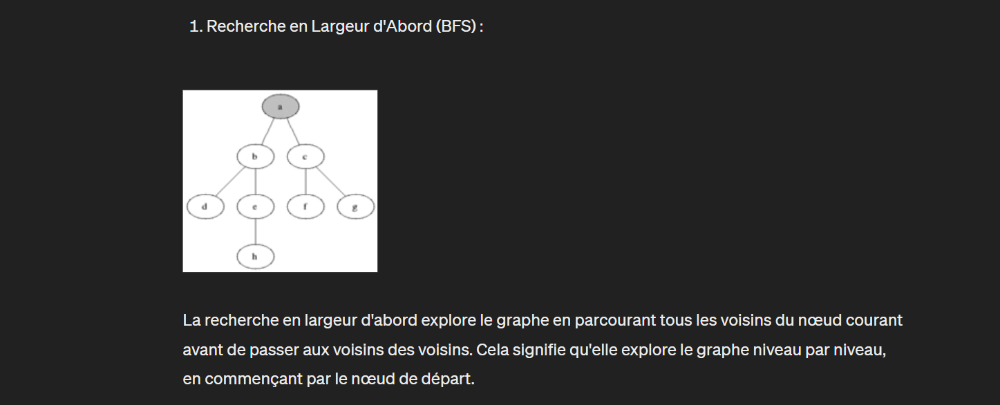 1. Recherche en Largeur d'Abord (BFS) :
a
b c
d e f g
h
La recherche en largeur d'abord explore le graphe en parcourant tous les voisins du nœud courant
avant de passer aux voisins des voisins. Cela signifie qu'elle explore le graphe niveau par niveau,
en commençant par le nœud de départ.